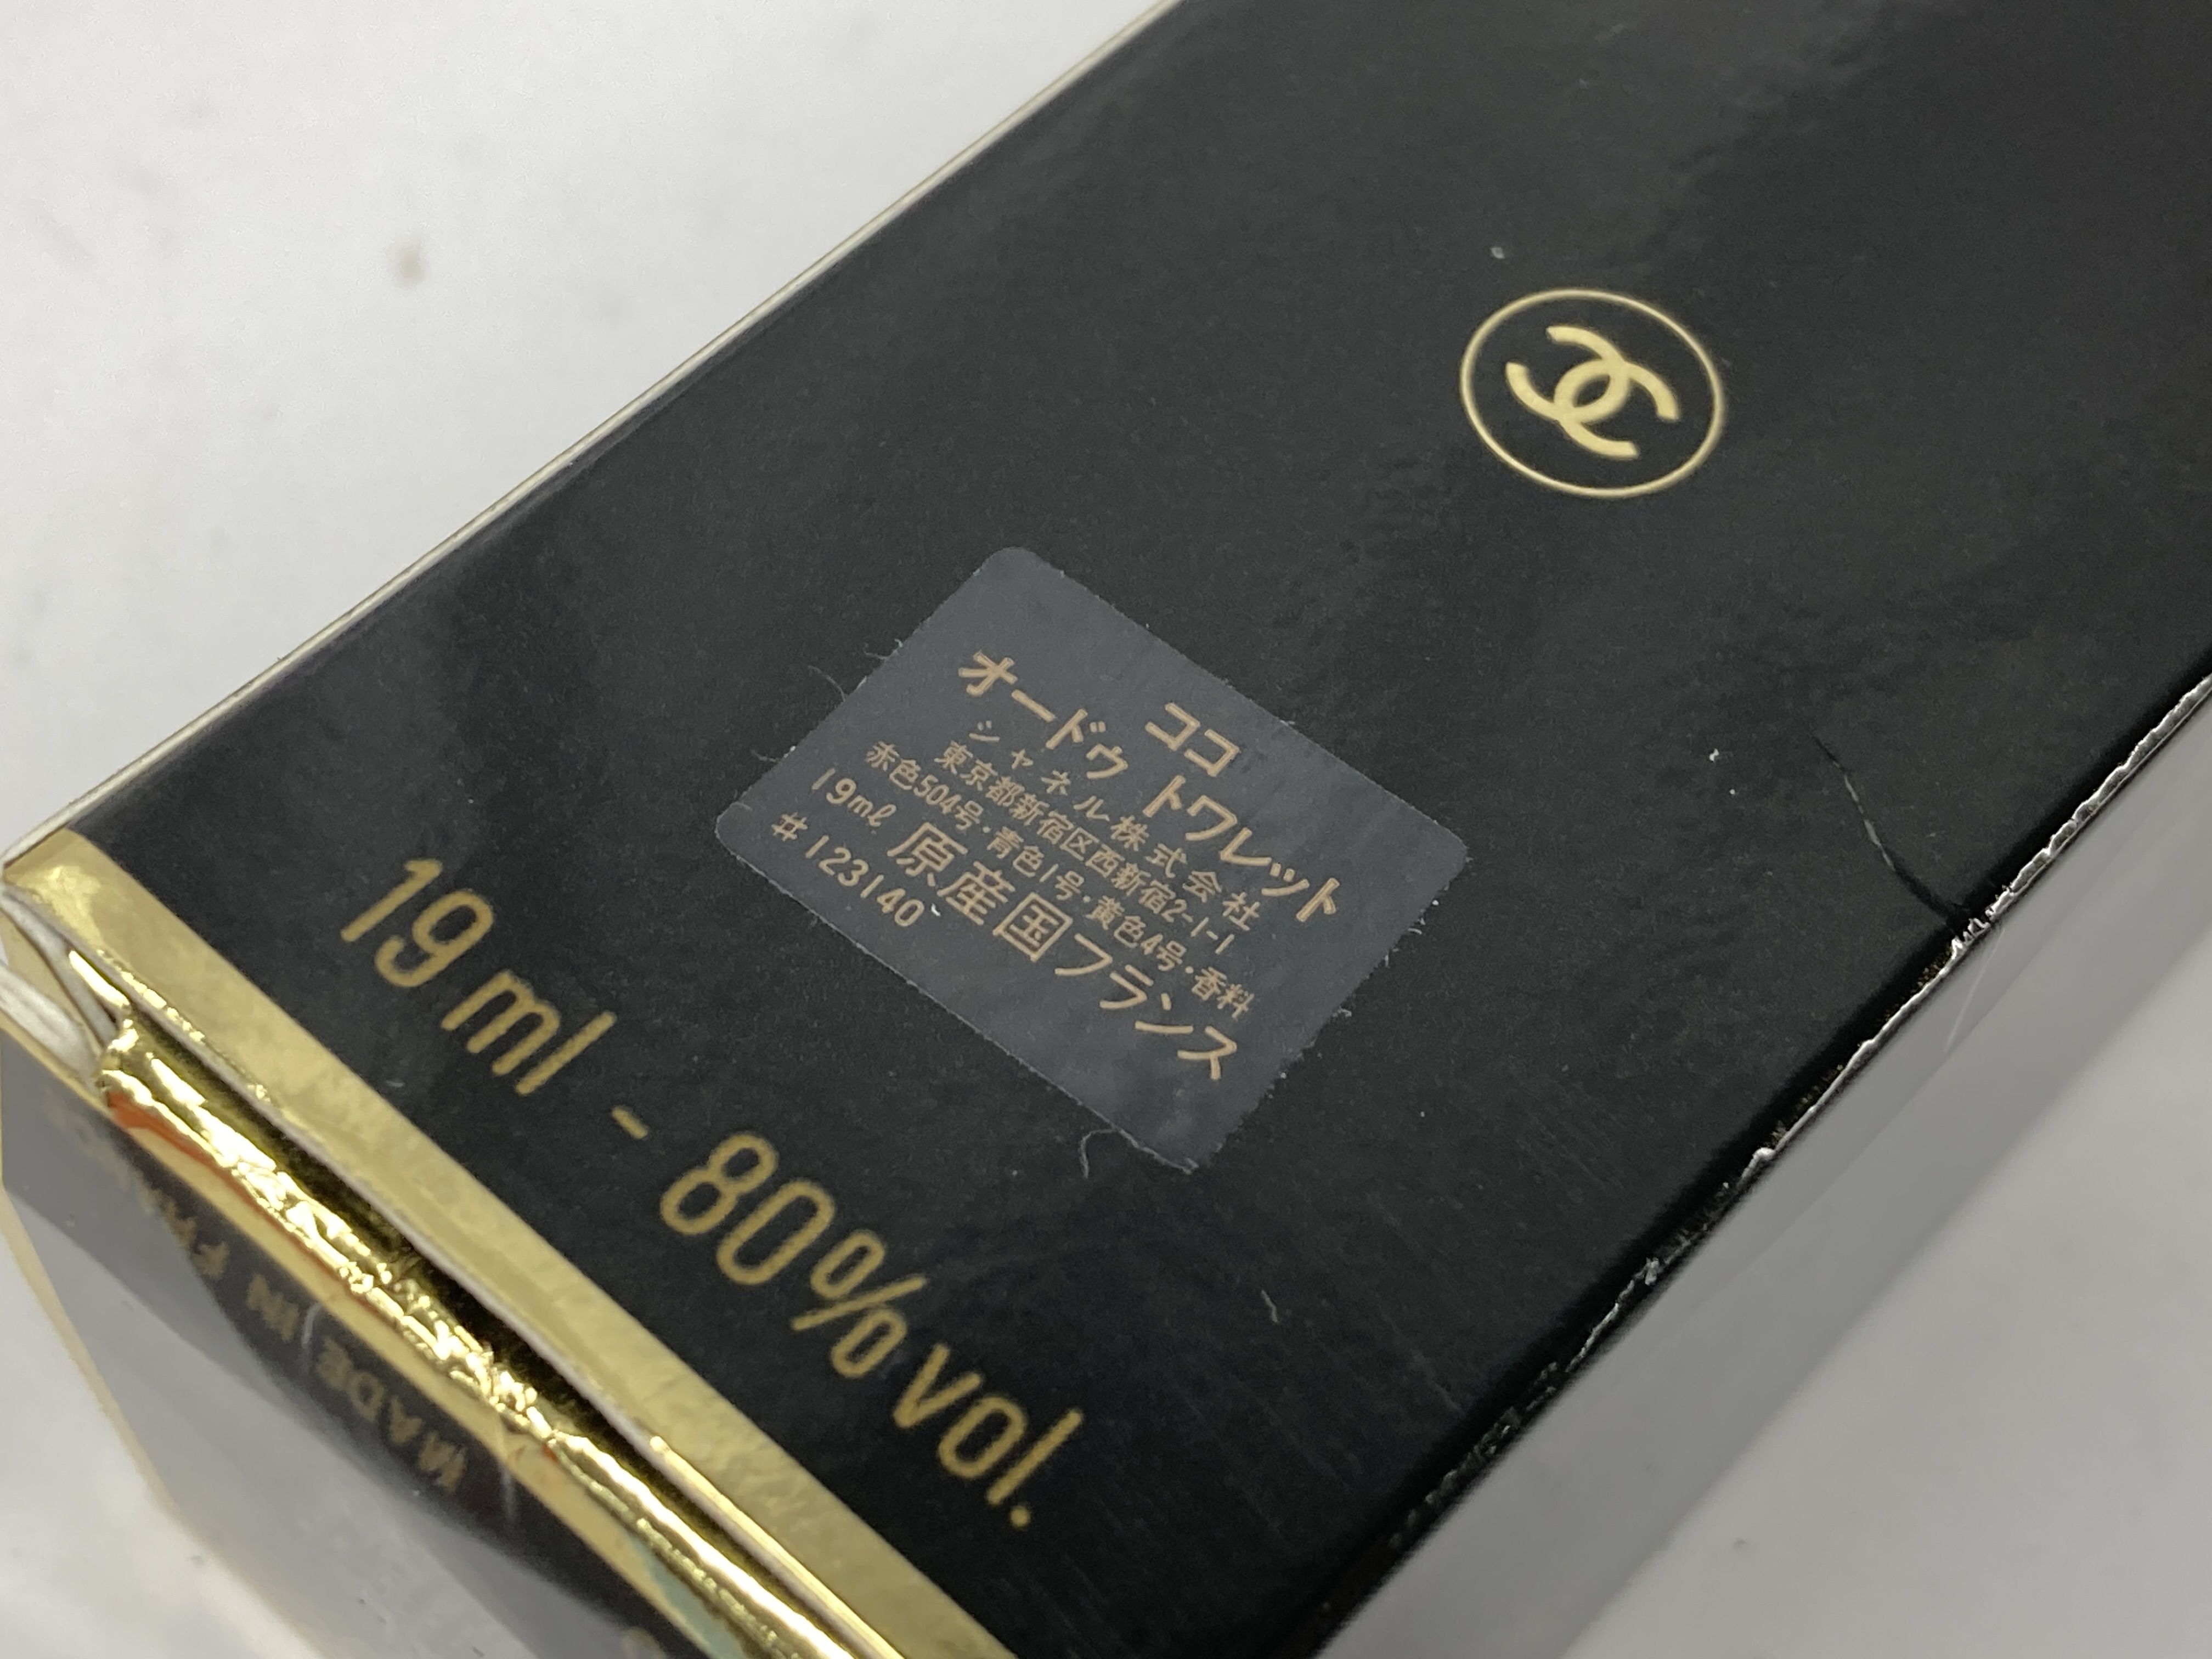 ココ
オードゥ トワレット
シャネル株式会社
東京都新宿区西新宿2-1-1
赤色504号・青色1号・黄色4号・香料
19mℓ 原産国フランス
# 123140
19 ml - 80% vol.
MADE IN FRANCE